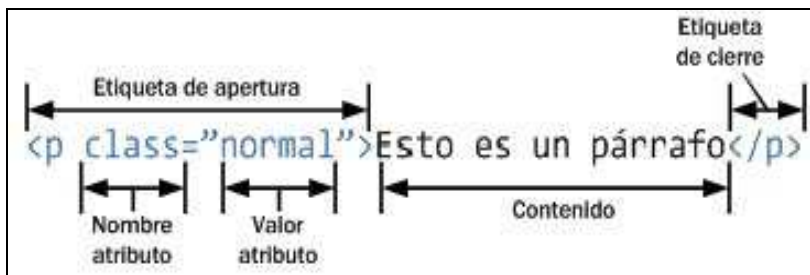 Etiqueta
de cierre
Etiqueta de apertura
<p class=”normal”>Esto es un párrafo</p>
Nombre
atributo
Valor
atributo
Contenido